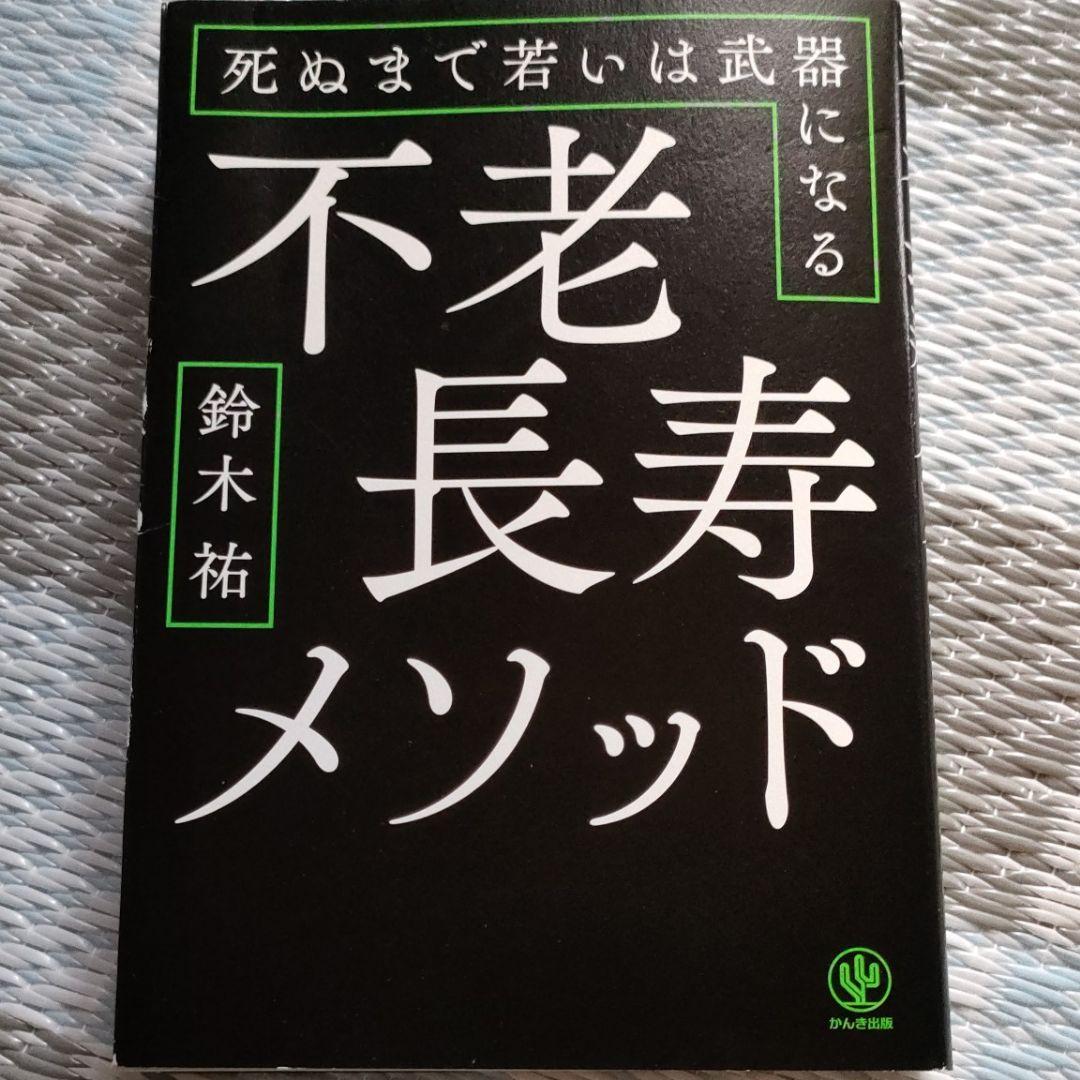 死ぬまで若いは武器になる
不老
長寿
メソッド
鈴木祐
かんき出版